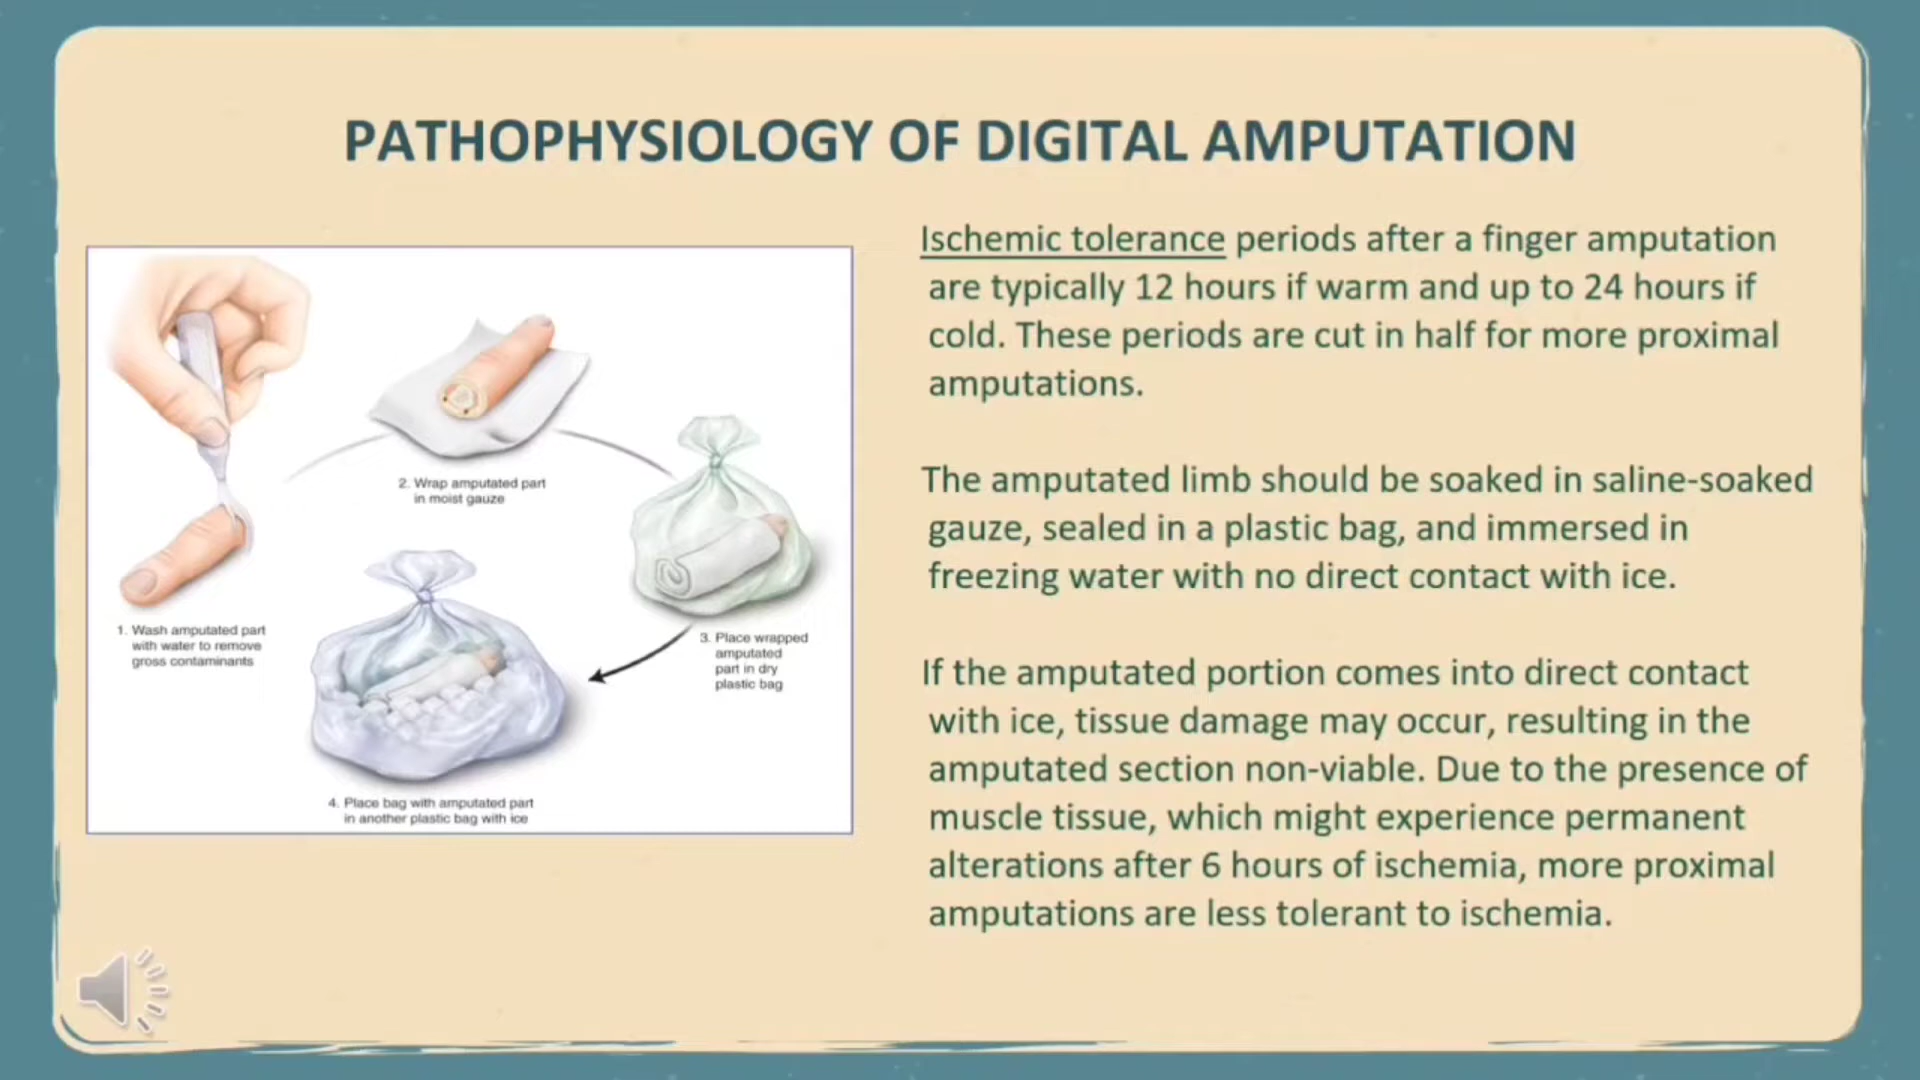 PATHOPHYSIOLOGY OF DIGITAL AMPUTATION
1. Wash amputated part
with water to remove
gross contaminants
2. Wrap amputated part
in moist gauze
3. Place wrapped
amputated
part in dry
plastic bag
4. Place bag with amputated part
in another plastic bag with ice
Ischemic tolerance periods after a finger amputation
are typically 12 hours if warm and up to 24 hours if
cold. These periods are cut in half for more proximal
amputations.
The amputated limb should be soaked in saline-soaked
gauze, sealed in a plastic bag, and immersed in
freezing water with no direct contact with ice.
If the amputated portion comes into direct contact
with ice, tissue damage may occur, resulting in the
amputated section non-viable. Due to the presence of
muscle tissue, which might experience permanent
alterations after 6 hours of ischemia, more proximal
amputations are less tolerant to ischemia.